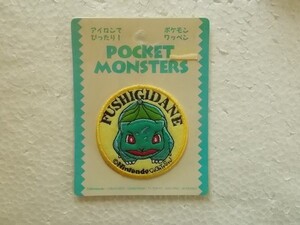 アイロンで
ぴったり!
ポケモン
ワッペン
POCKET
MONSTERS
FUSHIGIDANE
©Nintendo